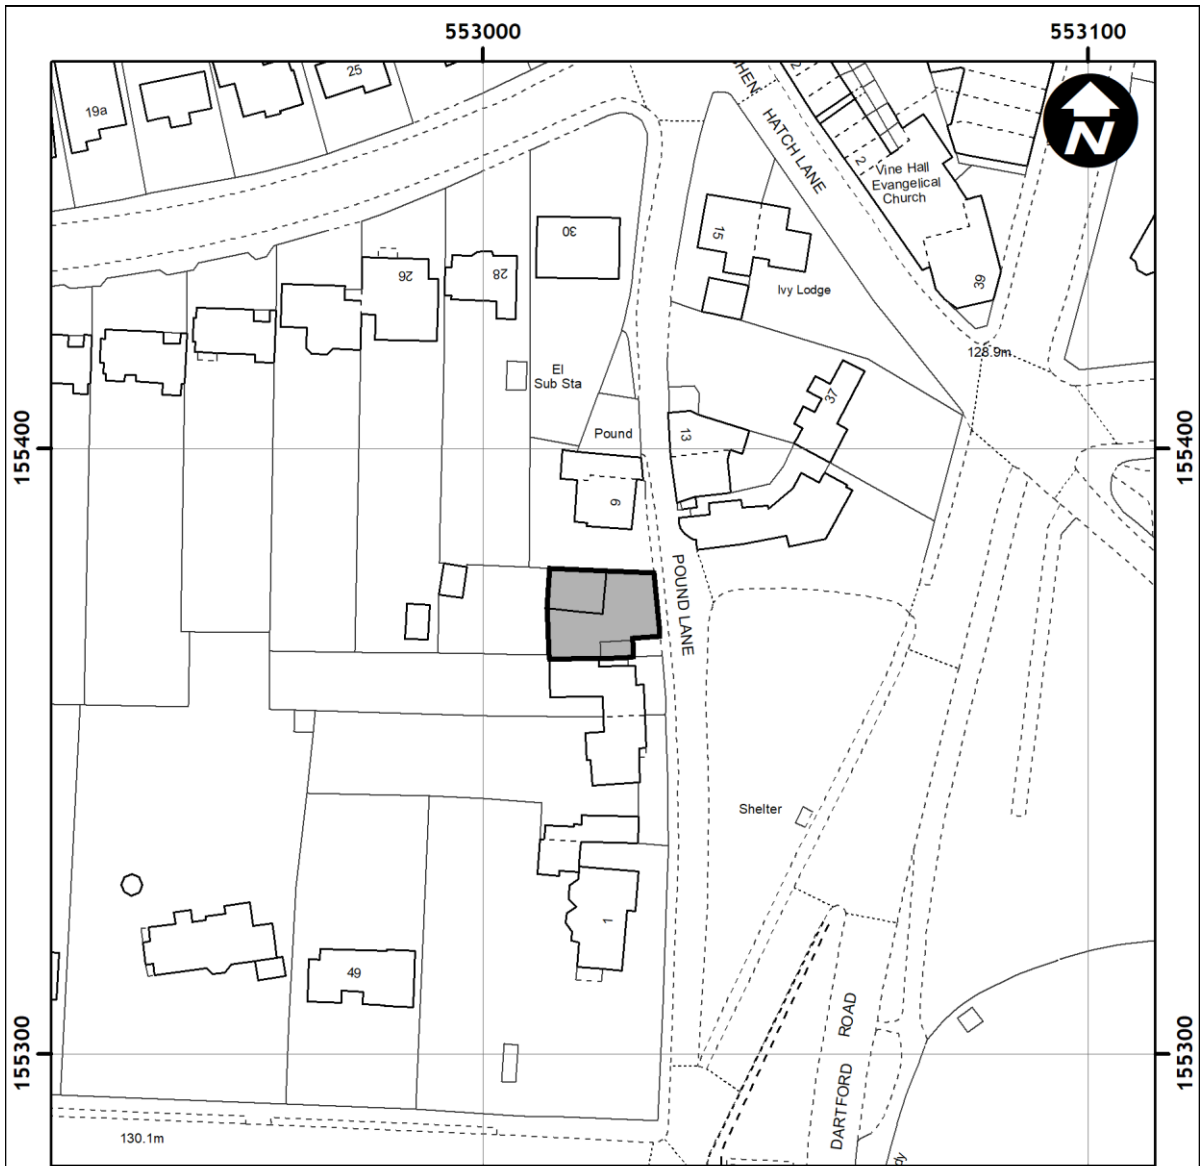 553000
553100
N
25
19a
2
HEN
HATCH LANE
2
Vine Hall
Evangelical
Church
15
30
28
26
39
Ivy Lodge
128.9m
El
Sub Sta
37
155400
155400
Pound
13
9
POUND LANE
Shelter
1
49
DARTFORD ROAD
155300
155300
130.1m
dy